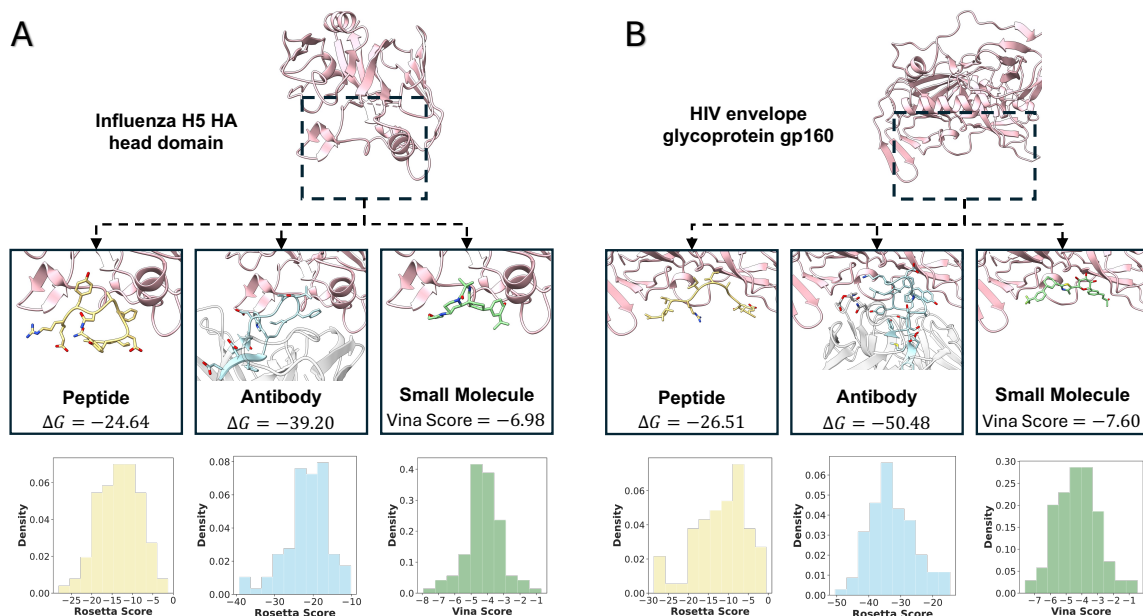 A
Influenza H5 HA
head domain
Peptide
ΔG = −24.64
Antibody
ΔG = −39.20
Small Molecule
Vina Score = −6.98
Density
0.06
0.04
0.02
0.00
−25 −20 −15 −10 −5 0
Rosetta Score
Density
0.08
0.06
0.04
0.02
0.00
−40 −30 −20 −10
Rosetta Score
Density
0.4
0.3
0.2
0.1
0.0
−8 −7 −6 −5 −4 −3 −2 −1
Vina Score
B
HIV envelope
glycoprotein gp160
Peptide
ΔG = −26.51
Antibody
ΔG = −50.48
Small Molecule
Vina Score = −7.60
Density
0.06
0.04
0.02
0.00
−30 −25 −20 −15 −10 −5 0
Rosetta Score
Density
0.06
0.05
0.04
0.03
0.02
0.01
0.00
−50 −40 −30 −20
Rosetta Score
Density
0.30
0.25
0.20
0.15
0.10
0.05
0.00
−7 −6 −5 −4 −3 −2 −1
Vina Score